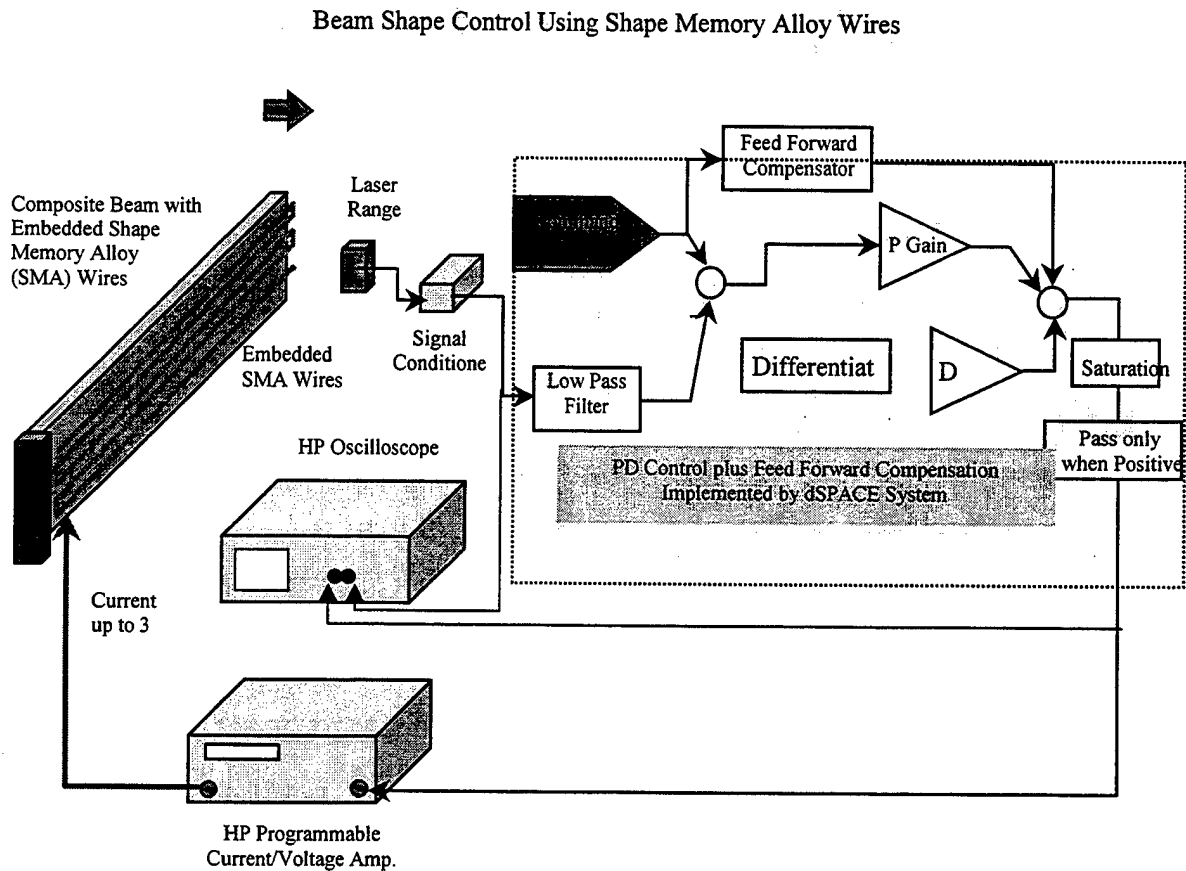 Beam Shape Control Using Shape Memory Alloy Wires
Feed Forward
Compensator
Laser
Range
Composite Beam with
Embedded Shape
Memory Alloy
(SMA) Wires
P Gain
Signal
Conditione
Embedded
SMA Wires
Low Pass
Filter
Differentiat
D
Saturation
Pass only
when Positive
HP Oscilloscope
PD Control plus Feed Forward Compensation
Implemented by dSPACE System
Current
up to 3
HP Programmable
Current/Voltage Amp.